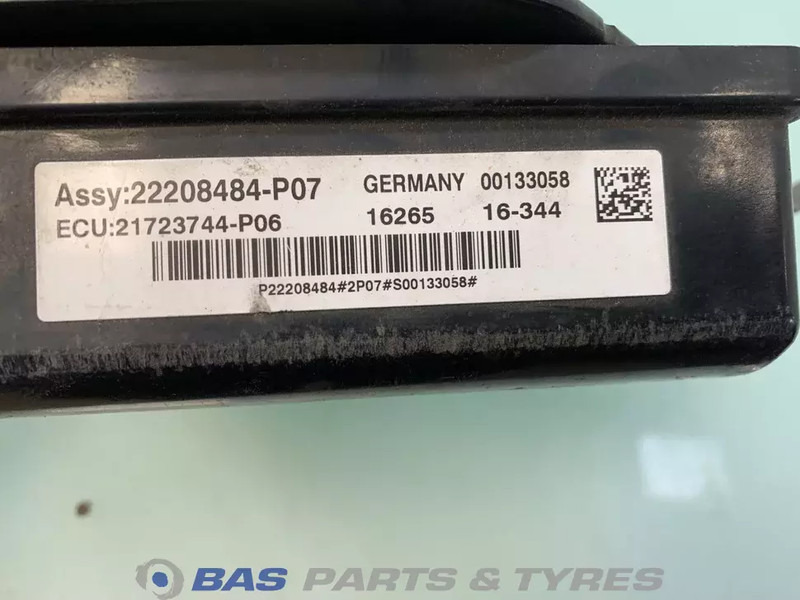 Assy:22208484-P07 GERMANY 00133058
ECU:21723744-P06 16265 16-344
P22208484#2P07#S00133058#
BAS PARTS & TYRES